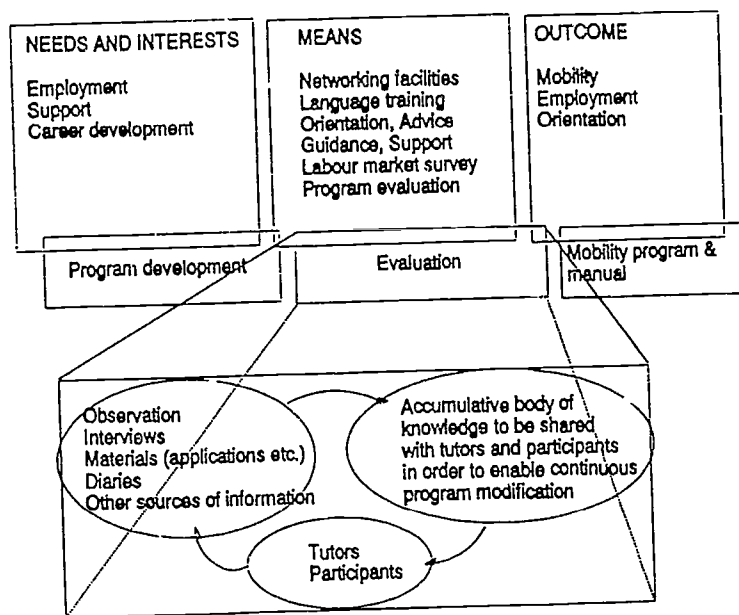 NEEDS AND INTERESTS
Employment
Support
Career development
MEANS
Networking facilities
Language training
Orientation, Advice
Guidance, Support
Labour market survey
Program evaluation
OUTCOME
Mobility
Employment
Orientation
Program development
Evaluation
Mobility program &
manual
Observation
Interviews
Materials (applications etc.)
Diaries
Other sources of information
Accumulative body of
knowledge to be shared
with tutors and participants
in order to enable continuous
program modification
Tutors
Participants